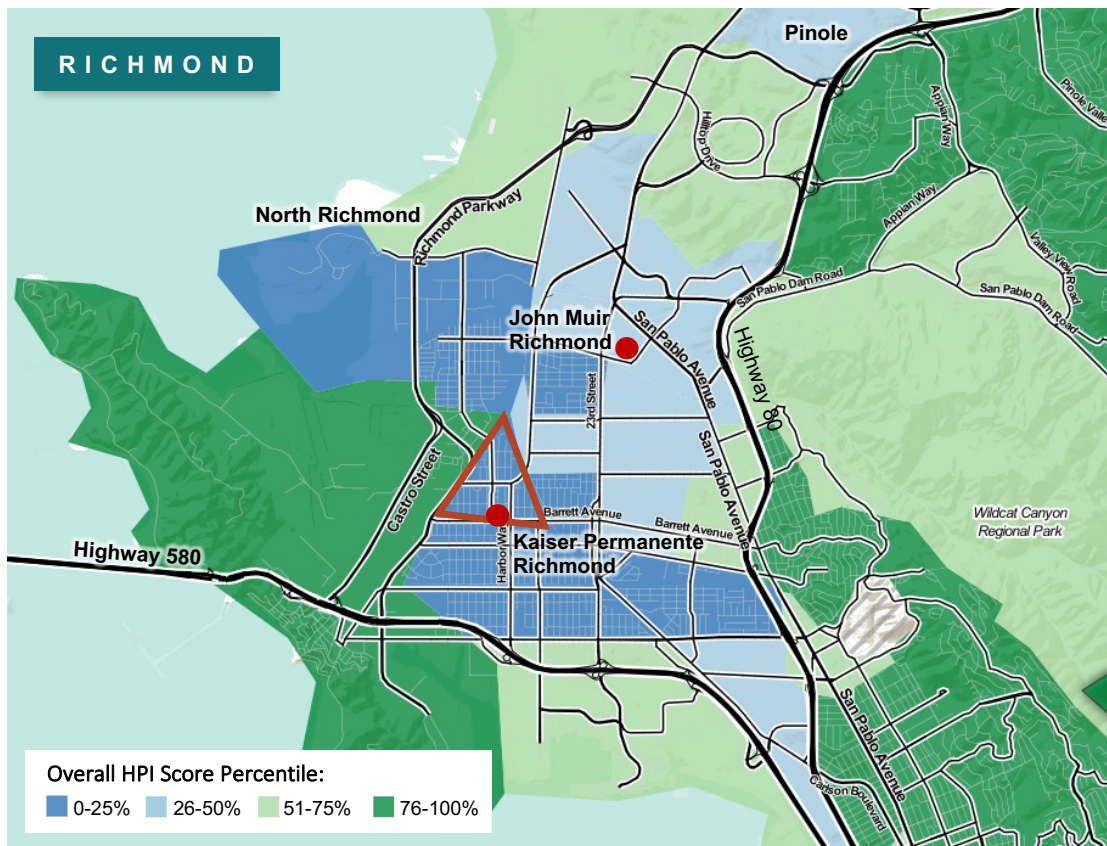 RICHMOND
Pinole
Pinole Valle
Appian Way
Hilltop Drive
North Richmond
Richmond Parkway
Appian Way
Valley View Road
San Pablo Dam Road
San Pablo Dam Road
John Muir
Richmond
San Pablo Avenue
Highway 80
23rd Street
San Pablo Avenue
Castro Street
Barrett Avenue
Barrett Avenue
Wildcat Canyon
Regional Park
Harbor Way
Kaiser Permanente
Richmond
Highway 580
San Pablo Avenue
Carlson Boulevard
Overall HPI Score Percentile:
0-25% 26-50% 51-75% 76-100%